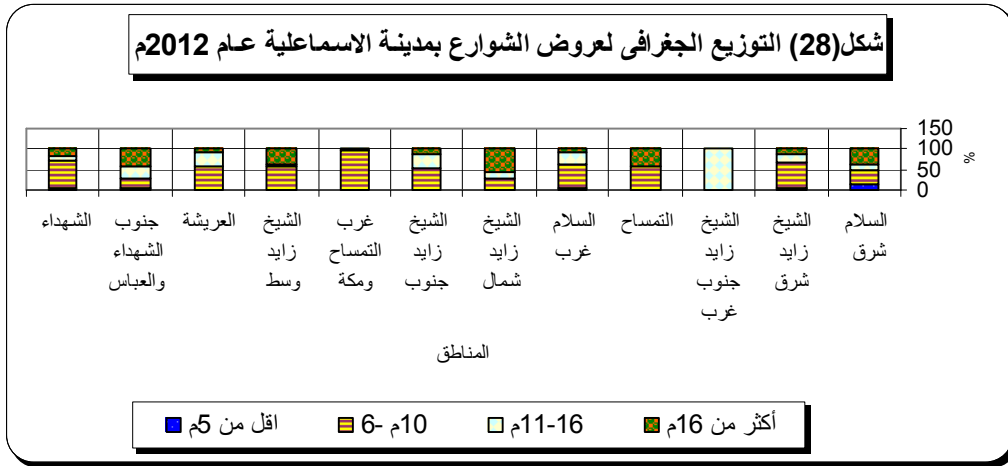 شكل(28) التوزيع الجغرافى لعروض الشوارع بمدينة الاسماعلية عام 2012م
150
100
50
0
%
السلام شرق
الشيخ زايد شرق
الشيخ زايد جنوب غرب
التمساح
السلام غرب
الشيخ زايد شمال
الشيخ زايد جنوب
غرب التمساح ومكة
الشيخ زايد وسط
العريشة
جنوب الشهداء والعباس
الشهداء
المناطق
اقل من 5م
6- 10م
11-16م
أكثر من 16م